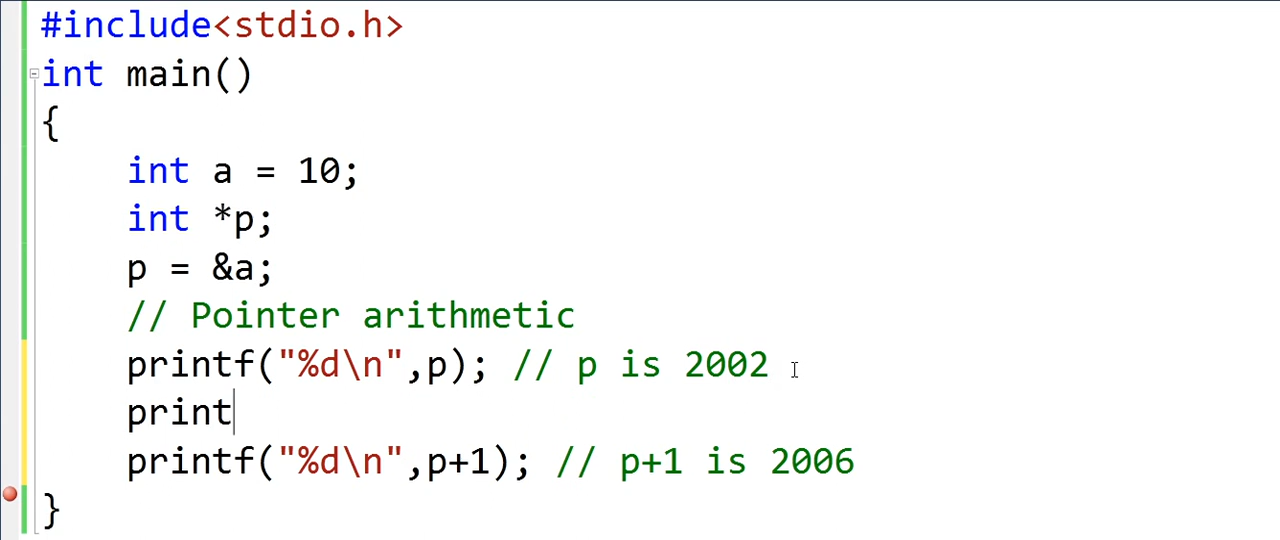 #include<stdio.h>
int main()
{
    int a = 10;
    int *p;
    p = &a;
    // Pointer arithmetic
    printf("%d\n",p); // p is 2002
    print
    printf("%d\n",p+1); // p+1 is 2006
}